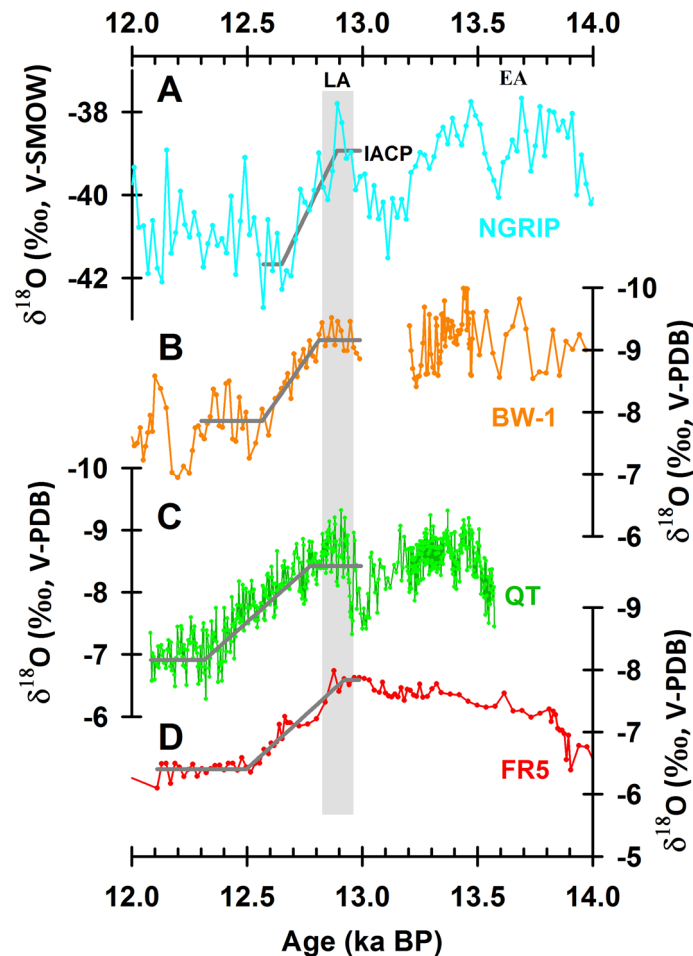 12.0 12.5 13.0 13.5 14.0
A
LA
EA
IACP
NGRIP
δ18O (‰, V-SMOW)
-38
-40
-42
B
BW-1
-10
-9
-8
-7
-6
δ18O (‰, V-PDB)
C
QT
-10
-9
-8
-7
-6
δ18O (‰, V-PDB)
D
FR5
-9
-8
-7
-6
-5
δ18O (‰, V-PDB)
12.0 12.5 13.0 13.5 14.0
Age (ka BP)